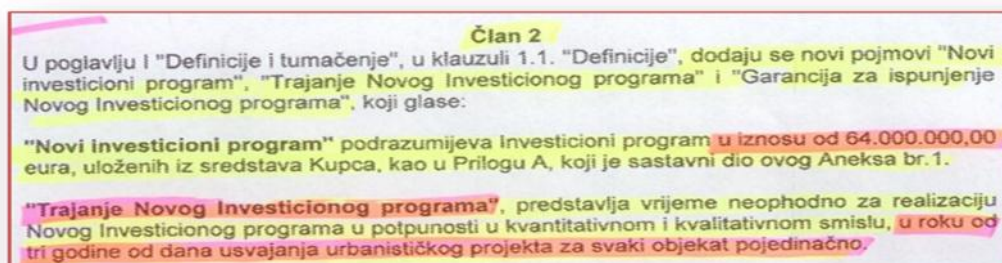 Član 2
U poglavlju I "Definicije i tumačenje", u klauzuli 1.1. "Definicije", dodaju se novi pojmovi "Novi
investicioni program", "Trajanje Novog Investicionog programa" i "Garancija za ispunjenje
Novog Investicionog programa", koji glase:
"Novi investicioni program" podrazumijeva Investicioni program u iznosu od 64.000.000,00
eura, uloženih iz sredstava Kupca, kao u Prilogu A, koji je sastavni dio ovog Aneksa br.1.
"Trajanje Novog Investicionog programa", predstavlja vrijeme neophodno za realizaciju
Novog Investicionog programa u potpunosti u kvantitativnom i kvalitativnom smislu, u roku od
tri godine od dana usvajanja urbanističkog projekta za svaki objekat pojedinačno.